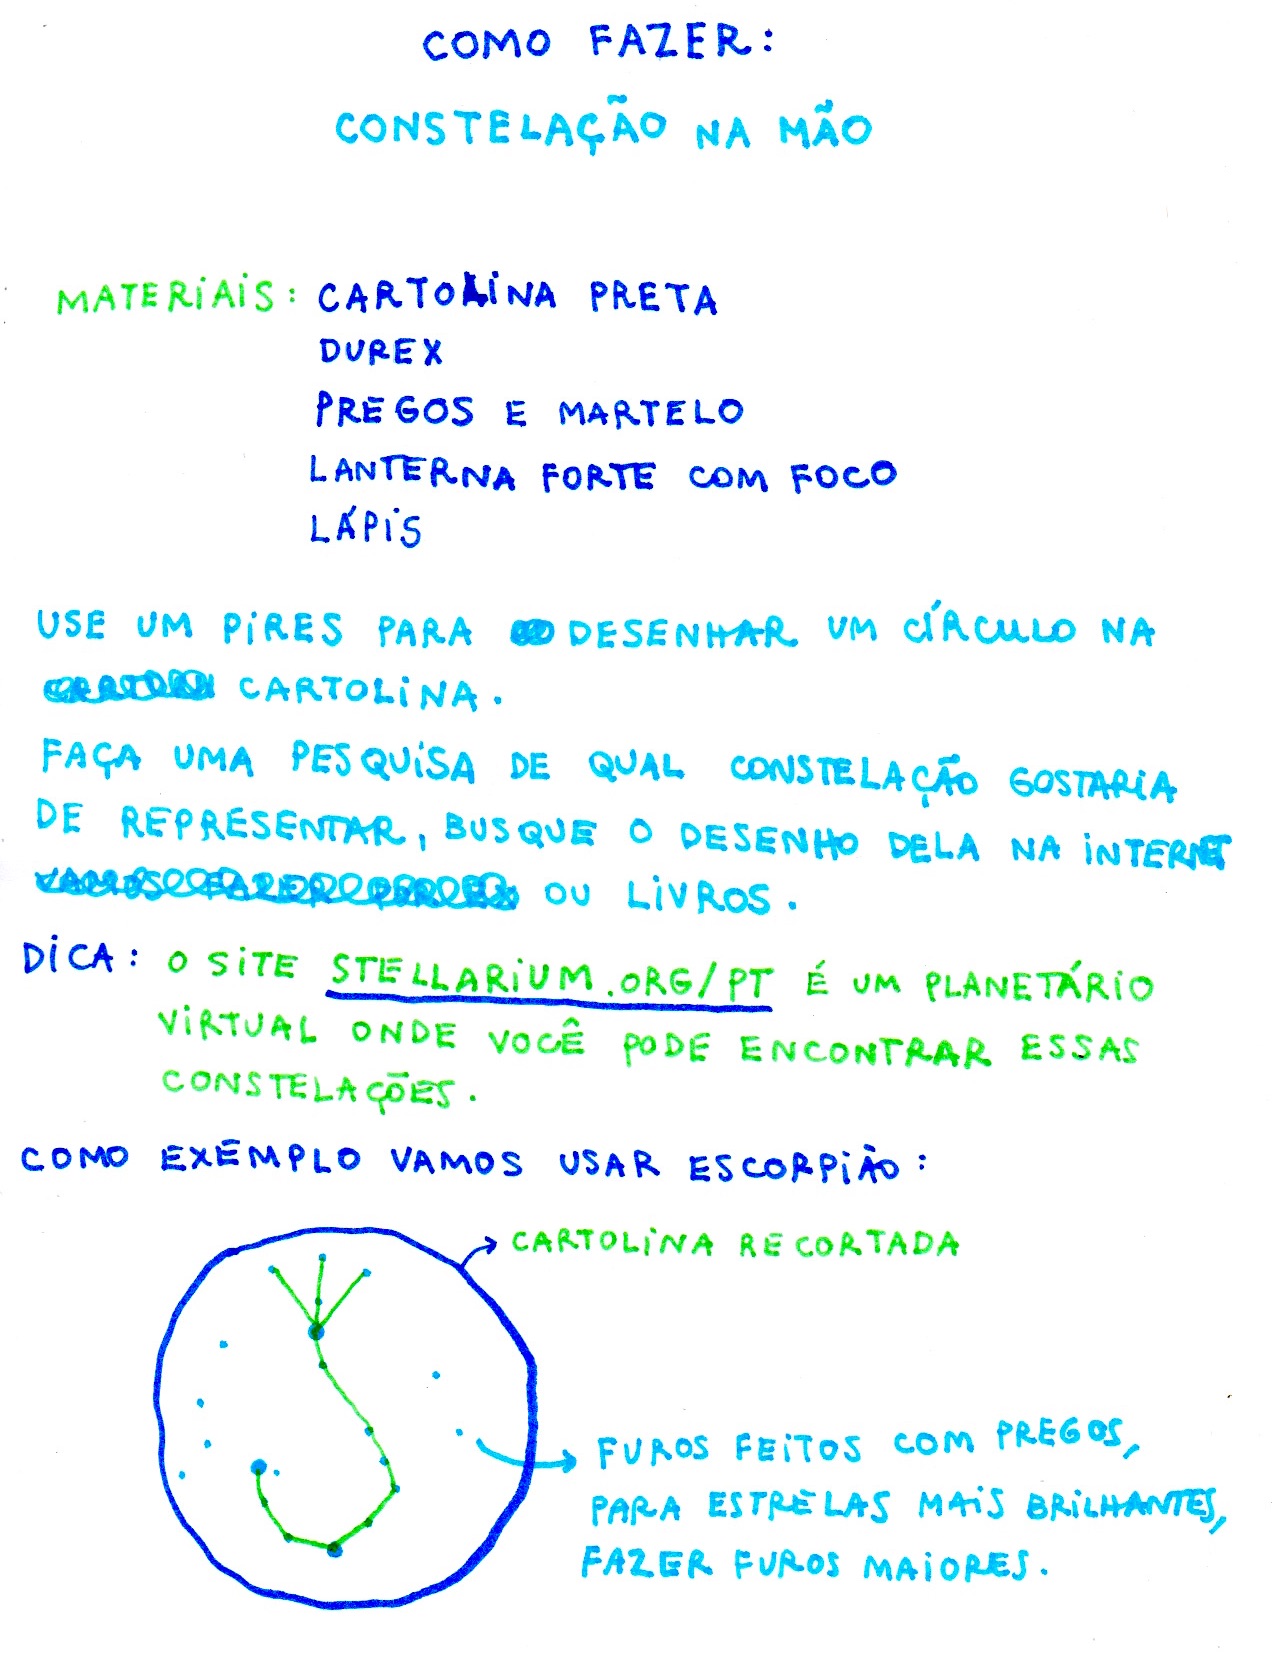 COMO FAZER:
CONSTELAÇÃO NA MÃO
MATERIAIS: CARTOLINA PRETA
DUREX
PREGOS E MARTELO
LANTERNA FORTE COM FOCO
LÁPIS
USE UM PIRES PARA DESENHAR UM CÍRCULO NA
CARTOLINA.
FAÇA UMA PESQUISA DE QUAL CONSTELAÇÃO GOSTARIA
DE REPRESENTAR, BUSQUE O DESENHO DELA NA INTERNET
OU LIVROS.
DICA: O SITE STELLARIUM.ORG/PT É UM PLANETÁRIO
VIRTUAL ONDE VOCÊ PODE ENCONTRAR ESSAS
CONSTELAÇÕES.
COMO EXEMPLO VAMOS USAR ESCORPIÃO:
CARTOLINA RECORTADA
FUROS FEITOS COM PREGOS,
PARA ESTRELAS MAIS BRILHANTES,
FAZER FUROS MAIORES.